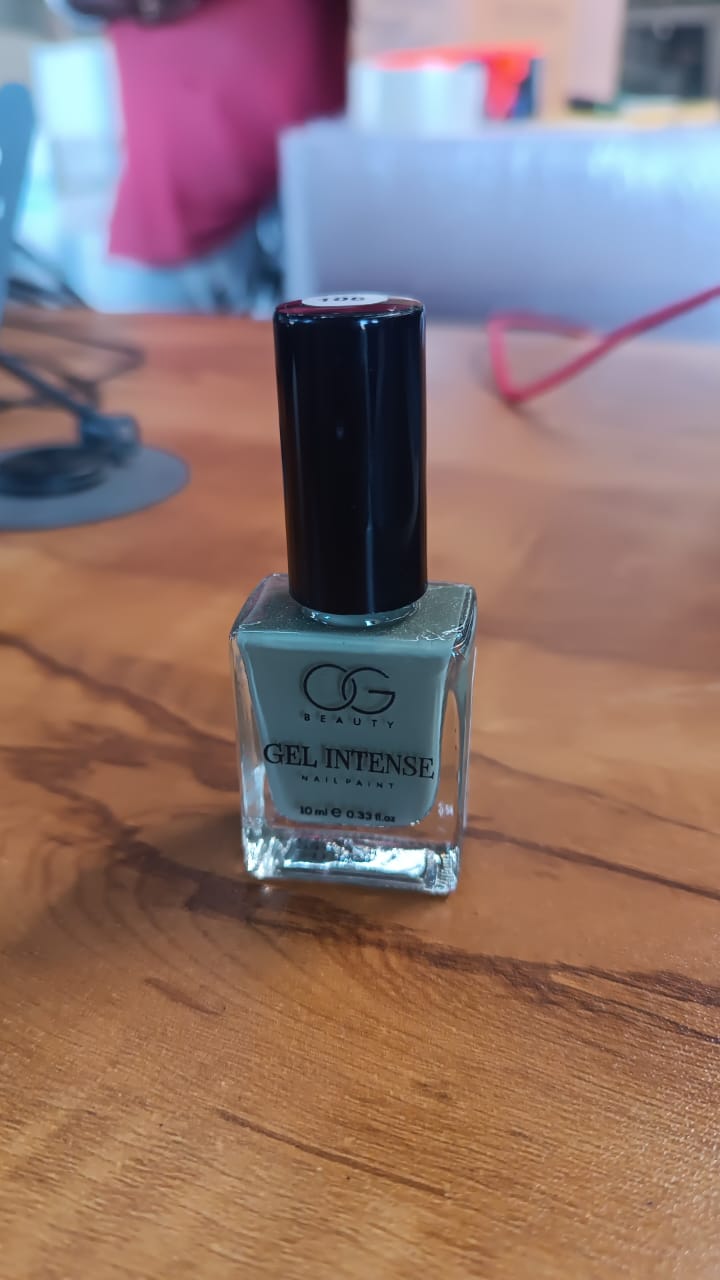 OG
BEAUTY
GEL INTENSE
NAIL PAINT
10 ml e 0.33 fl.oz